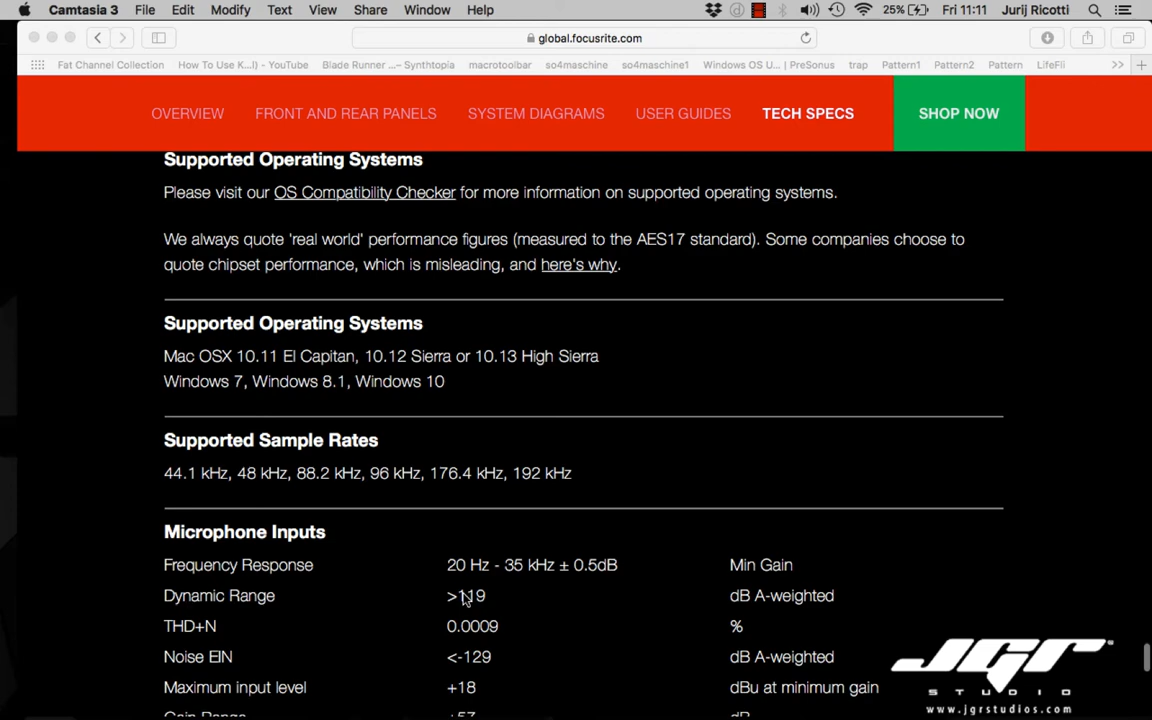 Camtasia 3 File Edit Modify Text View Share Window Help 25% Fri 11:11 Jurij Ricotti
global.focusrite.com
Fat Channel Collection How To Use K...l) - YouTube Blade Runner ...– Synthtopia macrotoolbar so4maschine so4maschine1 Windows OS U... | PreSonus trap Pattern1 Pattern2 Pattern LifeFli
OVERVIEW FRONT AND REAR PANELS SYSTEM DIAGRAMS USER GUIDES TECH SPECS SHOP NOW
Supported Operating Systems
Please visit our OS Compatibility Checker for more information on supported operating systems.
We always quote 'real world' performance figures (measured to the AES17 standard). Some companies choose to
quote chipset performance, which is misleading, and here's why.
Supported Operating Systems
Mac OSX 10.11 El Capitan, 10.12 Sierra or 10.13 High Sierra
Windows 7, Windows 8.1, Windows 10
Supported Sample Rates
44.1 kHz, 48 kHz, 88.2 kHz, 96 kHz, 176.4 kHz, 192 kHz
Microphone Inputs
Frequency Response 20 Hz - 35 kHz ± 0.5dB Min Gain
Dynamic Range >119 dB A-weighted
THD+N 0.0009 %
Noise EIN <-129 dB A-weighted
Maximum input level +18 dBu at minimum gain
Gain Range +57 dB
JGR
STUDIO
www.jgrstudios.com